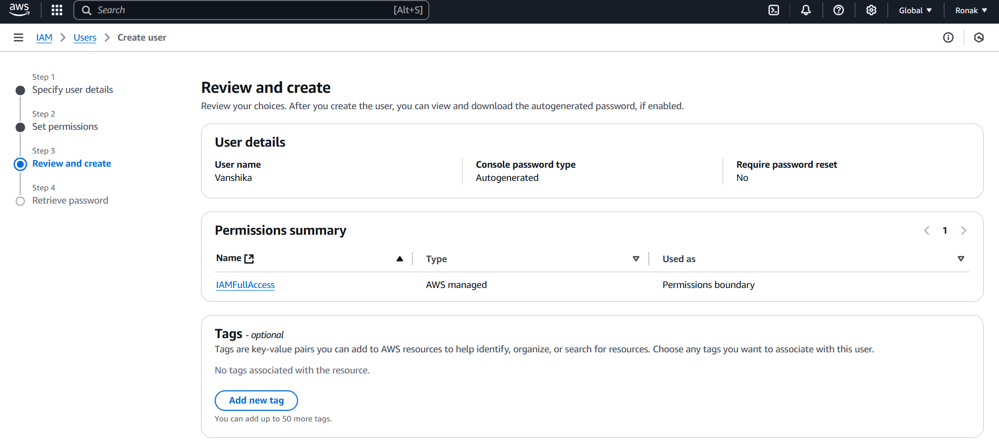 aws Search [Alt+S] Global Ronak
IAM Users Create user
Step 1
Specify user details
Step 2
Set permissions
Step 3
Review and create
Step 4
Retrieve password
Review and create
Review your choices. After you create the user, you can view and download the autogenerated password, if enabled.
User details
User name Console password type Require password reset
Vanshika Autogenerated No
Permissions summary 1
Name Type Used as
IAMFullAccess AWS managed Permissions boundary
Tags - optional
Tags are key-value pairs you can add to AWS resources to help identify, organize, or search for resources. Choose any tags you want to associate with this user.
No tags associated with the resource.
Add new tag
You can add up to 50 more tags.